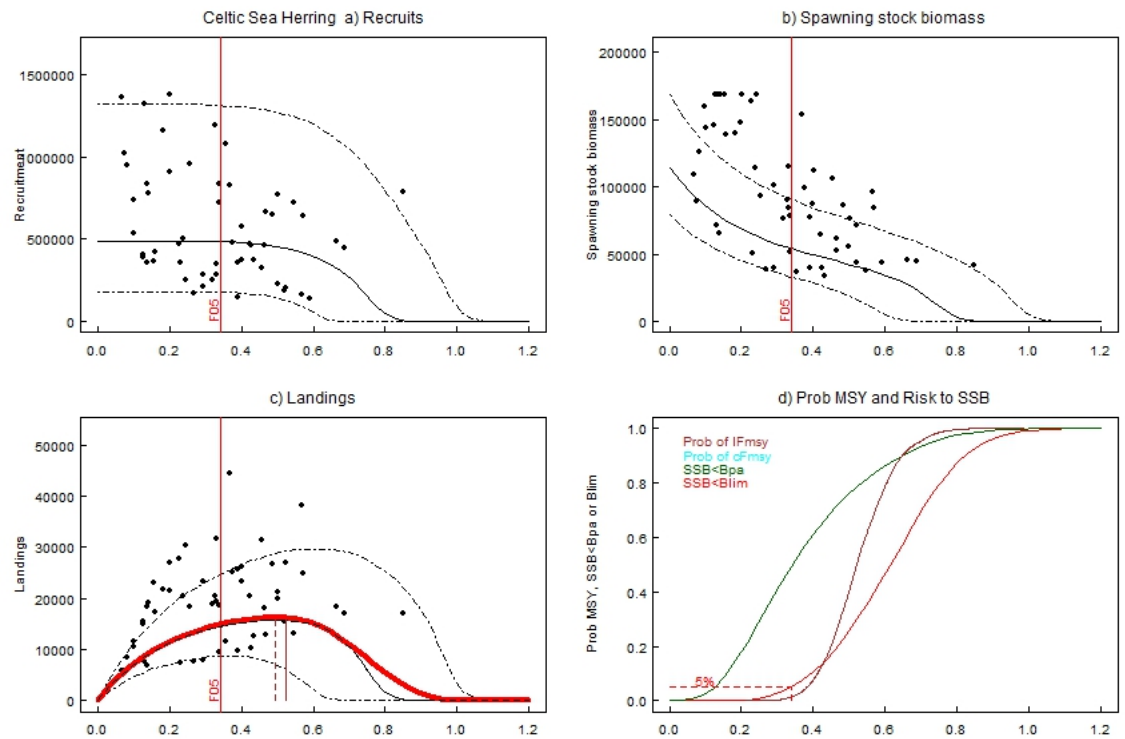 Celtic Sea Herring a) Recruits
Recruitment
1500000
1000000
500000
0
F05
0.0 0.2 0.4 0.6 0.8 1.0 1.2
b) Spawning stock biomass
Spawning stock biomass
200000
150000
100000
50000
0
F05
0.0 0.2 0.4 0.6 0.8 1.0 1.2
c) Landings
Landings
50000
40000
30000
20000
10000
0
F05
0.0 0.2 0.4 0.6 0.8 1.0 1.2
d) Prob MSY and Risk to SSB
Prob MSY, SSB<Bpa or Blim
1.0
0.8
0.6
0.4
0.2
0.0
Prob of lFmsy
Prob of cFmsy
SSB<Bpa
SSB<Blim
5%
0.0 0.2 0.4 0.6 0.8 1.0 1.2